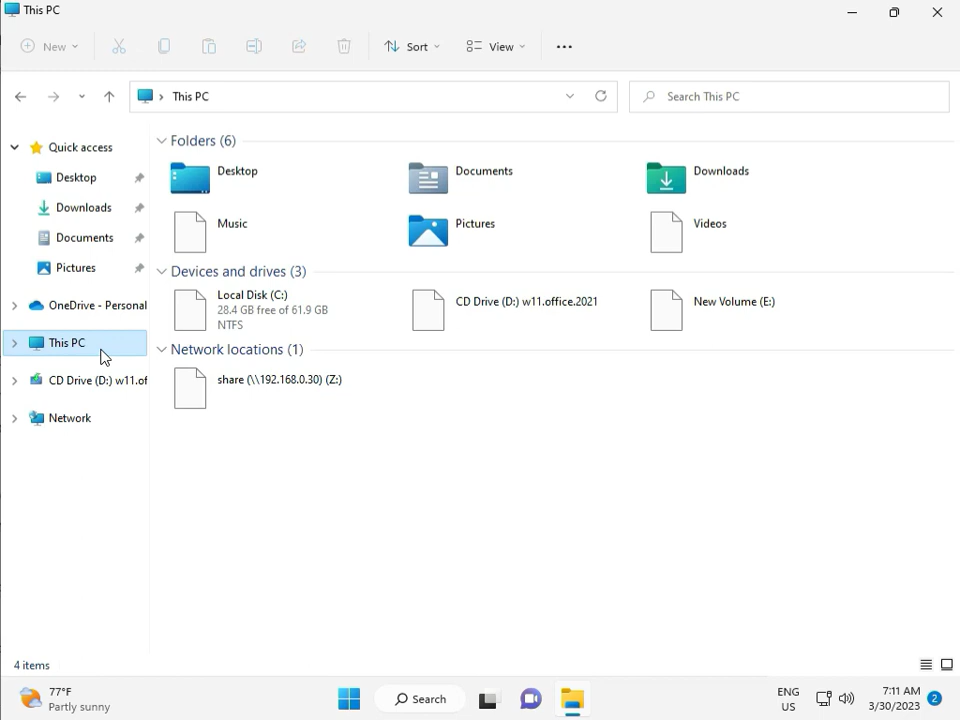 This PC
New
Sort
View
This PC
Search This PC
Quick access
Desktop
Downloads
Documents
Pictures
OneDrive - Personal
This PC
CD Drive (D:) w11.of
Network
Folders (6)
Desktop
Documents
Downloads
Music
Pictures
Videos
Devices and drives (3)
Local Disk (C:)
28.4 GB free of 61.9 GB
NTFS
CD Drive (D:) w11.office.2021
New Volume (E:)
Network locations (1)
share (\\192.168.0.30) (Z:)
4 items
77°F
Partly sunny
Search
ENG
US
7:11 AM
3/30/2023
2